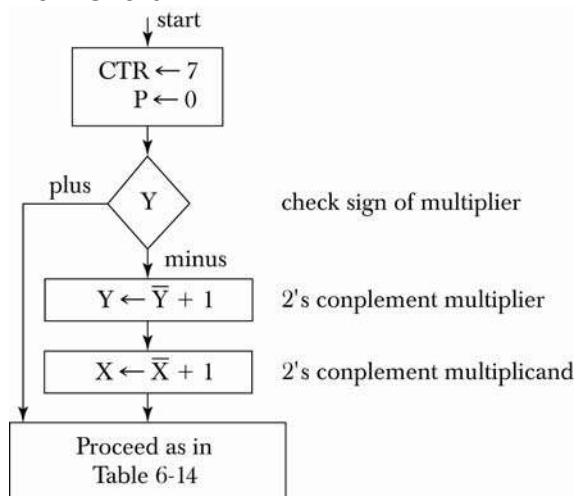 start
CTR ← 7
P ← 0
plus
Y
check sign of multiplier
minus
Y ← Y̅ + 1
2's conplement multiplier
X ← X̅ + 1
2's conplement multiplicand
Proceed as in
Table 6-14